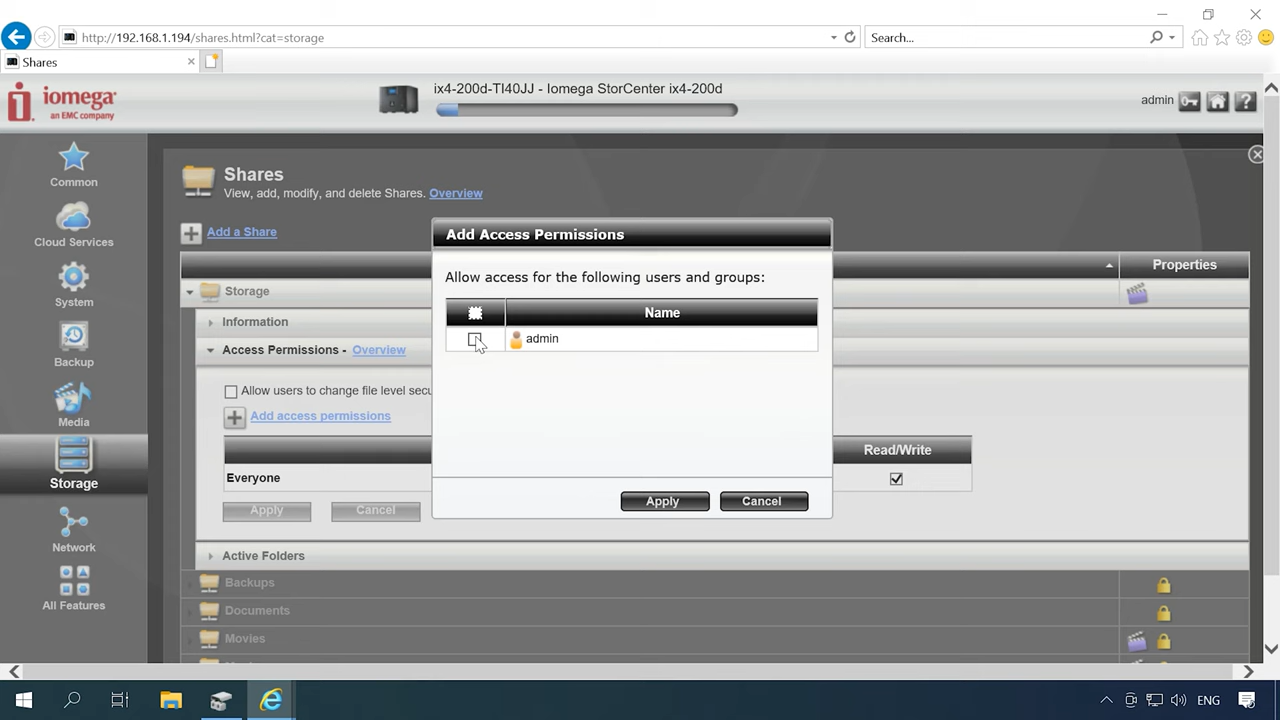 http://192.168.1.194/shares.html?cat=storage
Search...
Shares
iomega
an EMC company
ix4-200d-TI40JJ - Iomega StorCenter ix4-200d
admin
?
Common
Cloud Services
System
Backup
Media
Storage
Network
All Features
Shares
View, add, modify, and delete Shares. Overview
Add a Share
Properties
Storage
Information
Access Permissions - Overview
Allow users to change file level secu
Add access permissions
Read/Write
Everyone
Apply Cancel
Active Folders
Backups
Documents
Movies
Add Access Permissions
Allow access for the following users and groups:
Name
admin
Apply Cancel
ENG